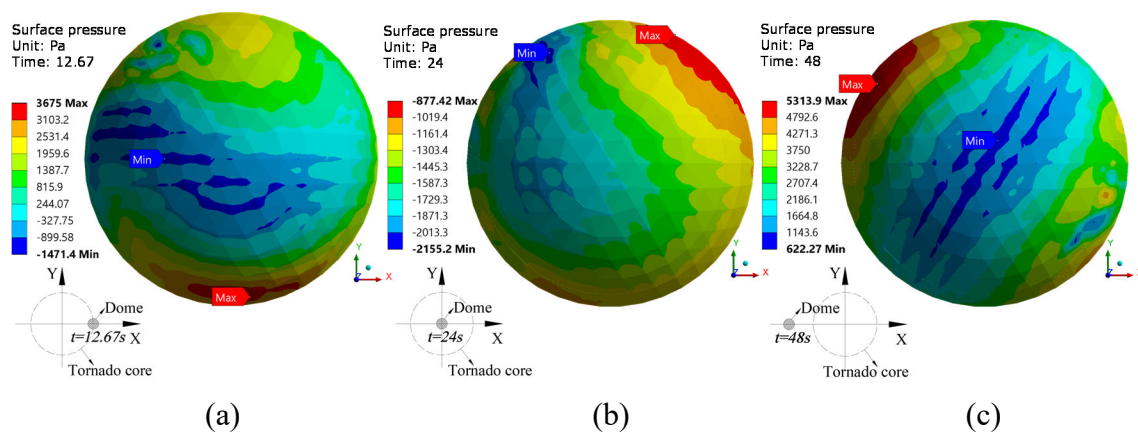 Surface pressure
Unit: Pa
Time: 12.67
3675 Max
3103.2
2531.4
1959.6
1387.7
815.9
244.07
-327.75
-899.58
-1471.4 Min
Min
Max
Y
X
Z
Y
Dome
t=12.67s
X
Tornado core
(a)
Surface pressure
Unit: Pa
Time: 24
-877.42 Max
-1019.4
-1161.4
-1303.4
-1445.3
-1587.3
-1729.3
-1871.3
-2013.3
-2155.2 Min
Min
Max
Y
X
Z
Y
Dome
t=24s
X
Tornado core
(b)
Surface pressure
Unit: Pa
Time: 48
5313.9 Max
4792.6
4271.3
3750
3228.7
2707.4
2186.1
1664.8
1143.6
622.27 Min
Max
Min
Y
Z
Y
Dome
t=48s
X
Tornado core
(c)